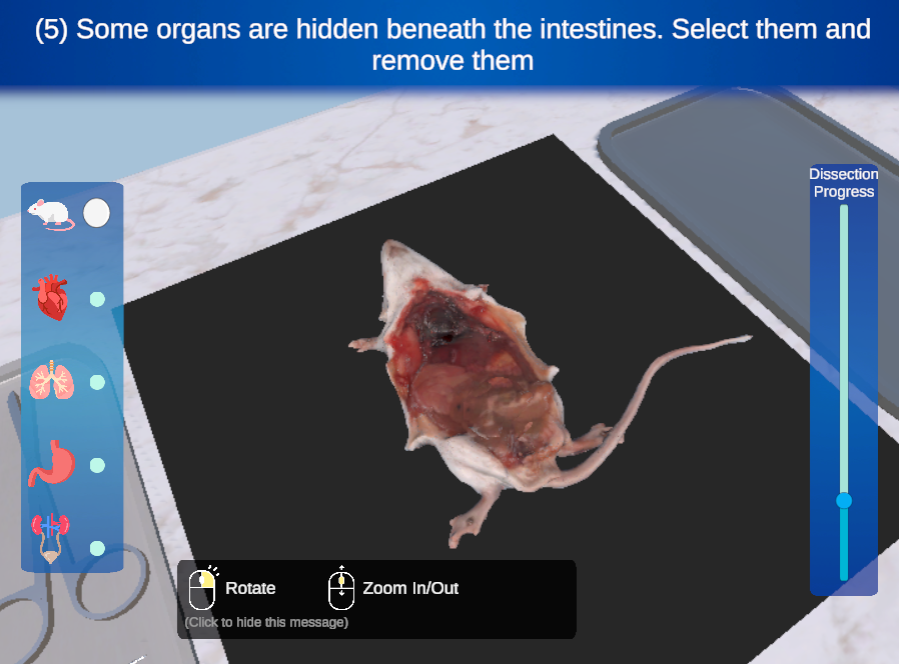 (5) Some organs are hidden beneath the intestines. Select them and
remove them
Dissection
Progress
Rotate
Zoom In/Out
(Click to hide this message)